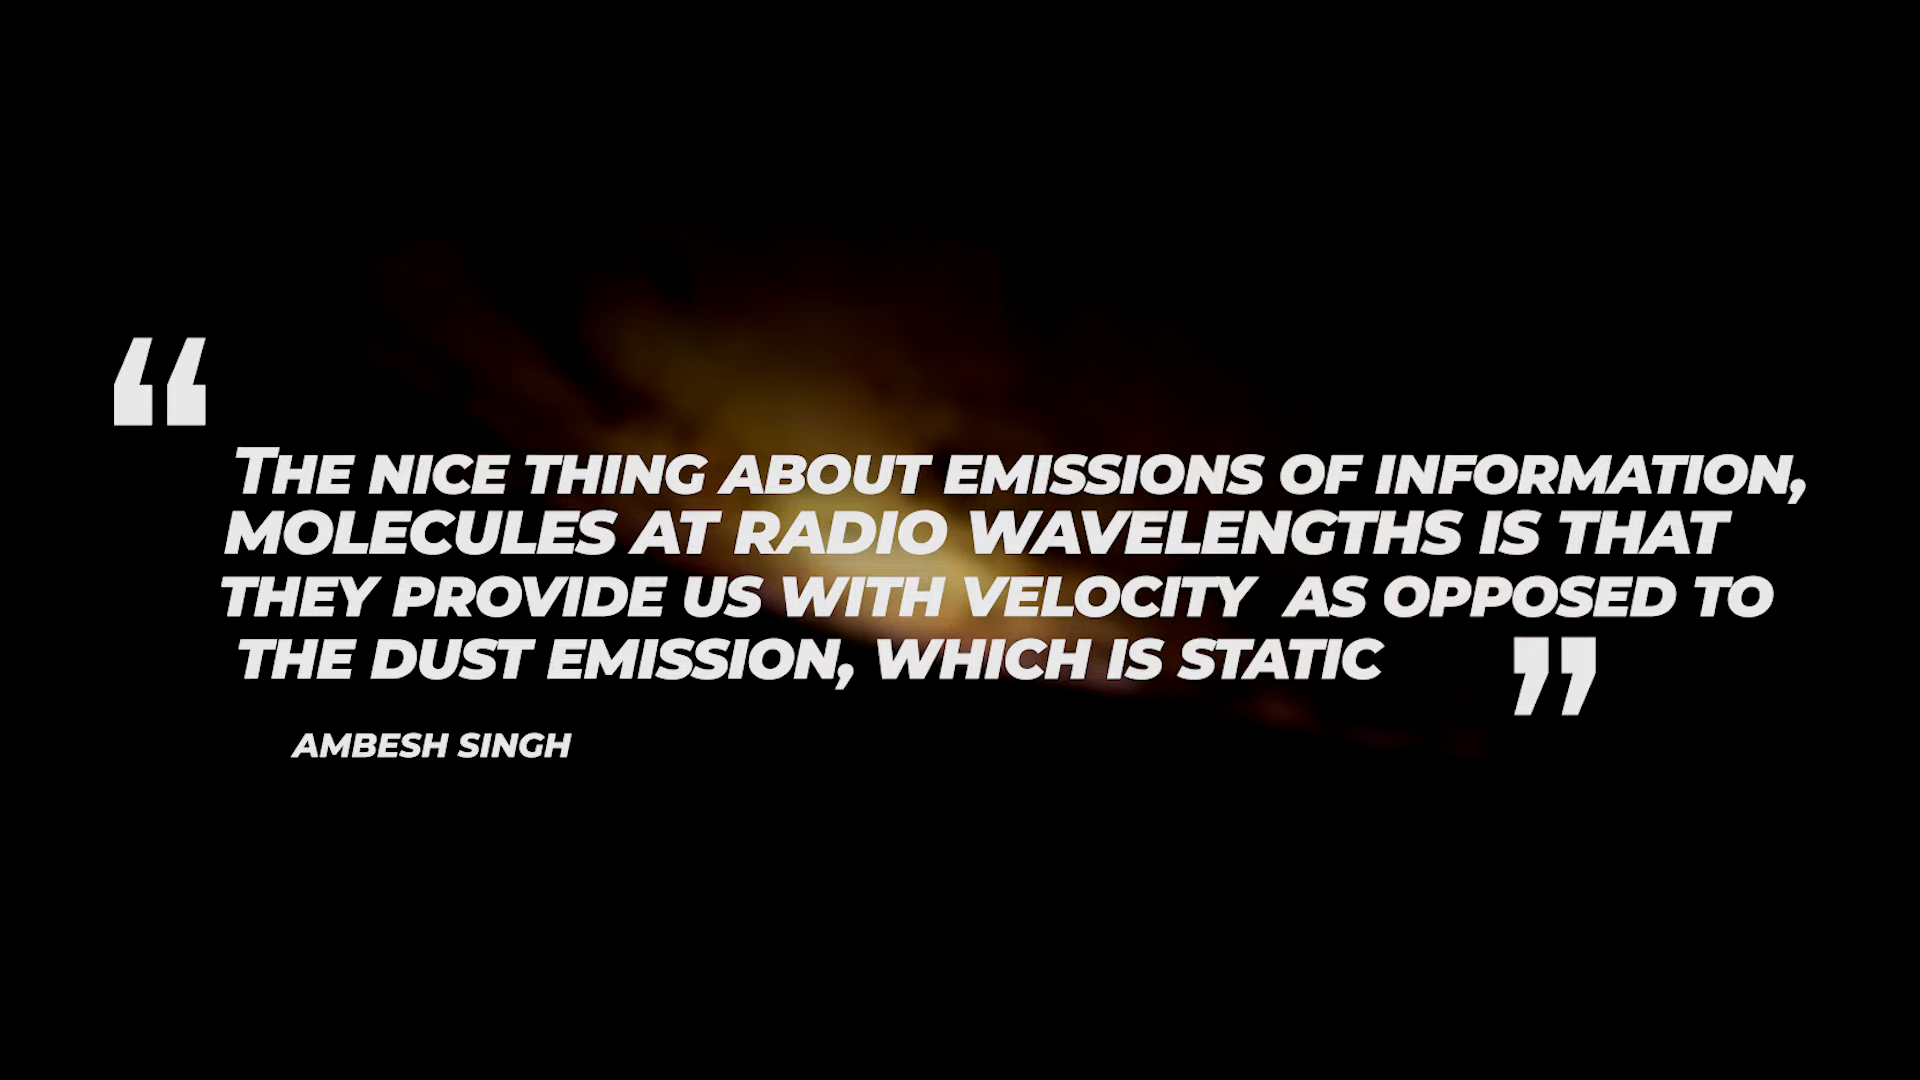 “
THE NICE THING ABOUT EMISSIONS OF INFORMATION,
MOLECULES AT RADIO WAVELENGTHS IS THAT
THEY PROVIDE US WITH VELOCITY  AS OPPOSED TO
THE DUST EMISSION, WHICH IS STATIC ”
AMBESH SINGH